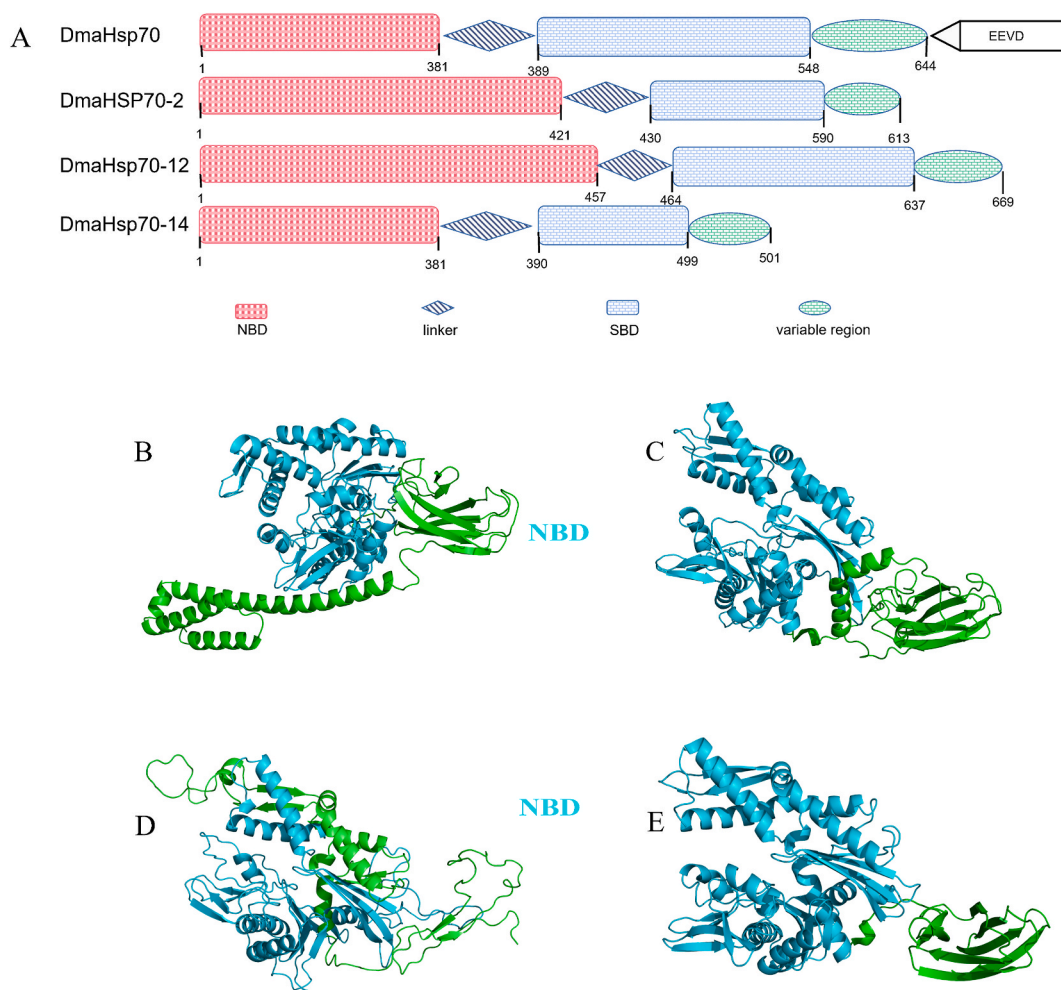 A
DmaHsp70
EEVD
1 381 389 548 644
DmaHSP70-2
1 421 430 590 613
DmaHsp70-12
1 457 464 637 669
DmaHsp70-14
1 381 390 499 501
NBD linker SBD variable region
B C
NBD
NBD
D E